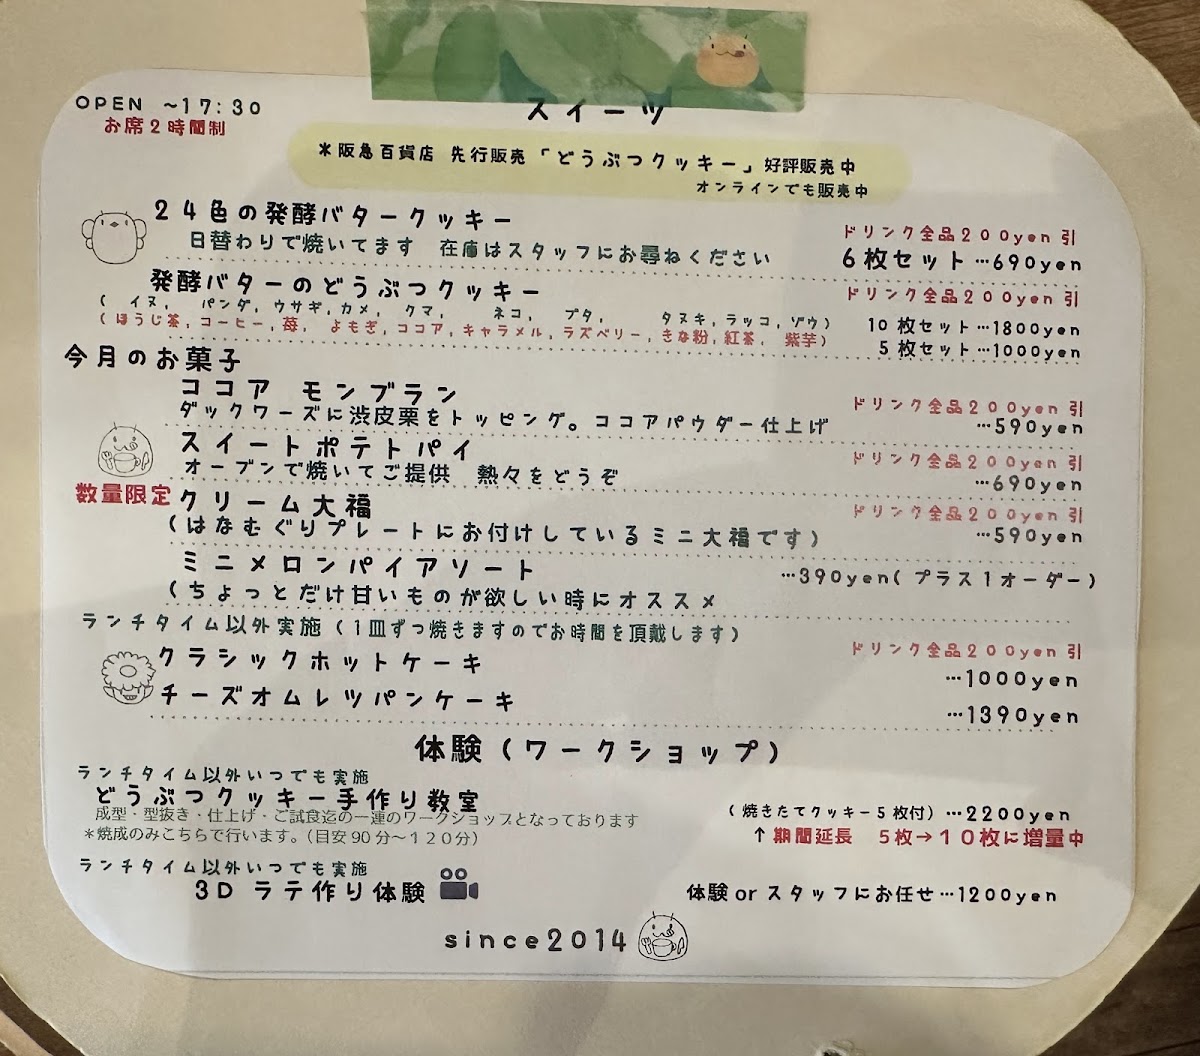 OPEN ~17:30
お席2時間制
スイーツ
*阪急百貨店 先行販売「どうぶつクッキー」好評販売中
オンラインでも販売中
24色の発酵バタークッキー
ドリンク全品200yen引
日替わりで焼いてます 在庫はスタッフにお尋ねください
6枚セット…690yen
発酵バターのどうぶつクッキー
ドリンク全品200yen引
( イヌ, パンダ, ウサギ, カメ, クマ, ネコ, ブタ, タヌキ, ラッコ, ゾウ)
10枚セット…1800yen
(ほうじ茶, コーヒー, 苺, よもぎ, ココア, キャラメル, ラズベリー, きな粉, 紅茶, 紫芋)
5枚セット…1000yen
今月のお菓子
ココア モンブラン
ドリンク全品200yen引
ダックワーズに渋皮栗をトッピング。ココアパウダー仕上げ
…590yen
スイートポテトパイ
ドリンク全品200yen引
オーブンで焼いてご提供 熱々をどうぞ
…690yen
数量限定 クリーム大福
ドリンク全品200yen引
(はなむぐりプレートにお付けしているミニ大福です)
…590yen
ミニメロンパイアソート
…390yen(プラス1オーダー)
(ちょっとだけ甘いものが欲しい時にオススメ
ランチタイム以外実施(1皿ずつ焼きますのでお時間を頂戴します)
ドリンク全品200yen引
クラシックホットケーキ
…1000yen
チーズオムレツパンケーキ
…1390yen
体験(ワークショップ)
ランチタイム以外いつでも実施
どうぶつクッキー手作り教室
(焼きたてクッキー5枚付)…2200yen
成型・型抜き・仕上げ・ご試食迄の一連のワークショップとなっております
*焼成のみこちらで行います。(目安90分~120分)
↑期間延長 5枚→10枚に増量中
ランチタイム以外いつでも実施
3D ラテ作り体験
体験 or スタッフにお任せ…1200yen
since2014